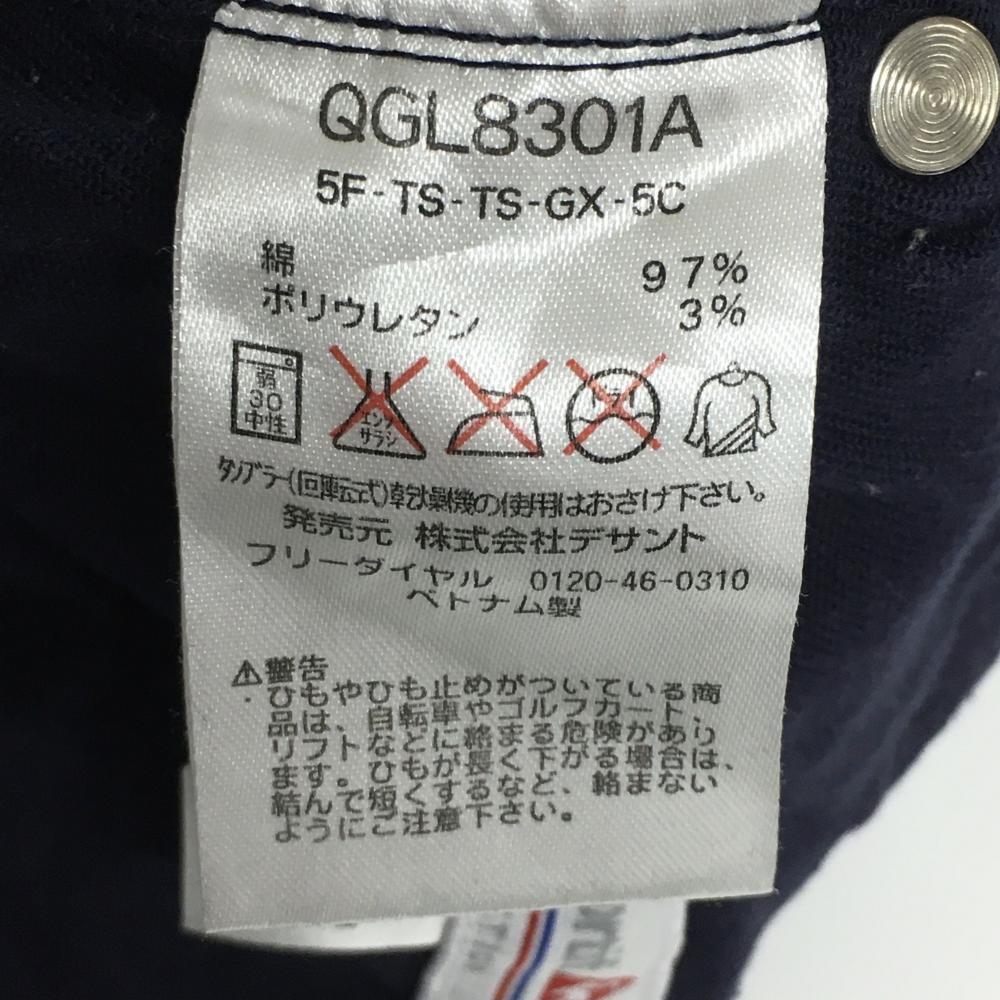 QGL8301A
5F-TS-TS-GX-5C
綿 97%
ポリウレタン 3%
弱
30
中性
エンソ
サラシ
ドライ
タンブラー(回転式)乾燥機の使用はおさけ下さい。
発売元 株式会社デサント
フリーダイヤル 0120-46-0310
ベトナム製
⚠警告
・ひもやひも止めがついている商
品は、自転車やゴルフカート、
リフトなどに絡まる危険があり
ます。ひもが長く下がる場合は、
結んで短くするなど、絡まない
ようにご注意下さい。